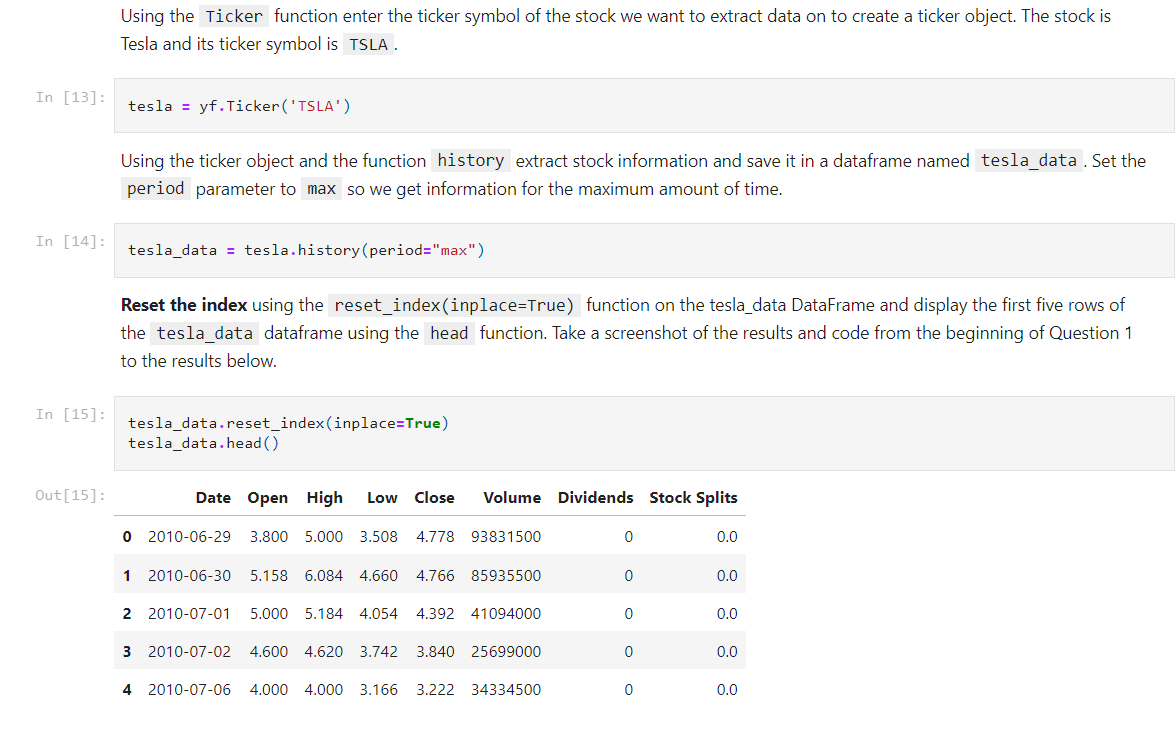 Using the Ticker function enter the ticker symbol of the stock we want to extract data on to create a ticker object. The stock is
Tesla and its ticker symbol is TSLA .
In [13]: tesla = yf.Ticker('TSLA')
Using the ticker object and the function history extract stock information and save it in a dataframe named tesla_data . Set the
period parameter to max so we get information for the maximum amount of time.
In [14]: tesla_data = tesla.history(period="max")
Reset the index using the reset_index(inplace=True) function on the tesla_data DataFrame and display the first five rows of
the tesla_data dataframe using the head function. Take a screenshot of the results and code from the beginning of Question 1
to the results below.
In [15]: tesla_data.reset_index(inplace=True)
tesla_data.head()
Out[15]: Date Open High Low Close Volume Dividends Stock Splits
0 2010-06-29 3.800 5.000 3.508 4.778 93831500 0 0.0
1 2010-06-30 5.158 6.084 4.660 4.766 85935500 0 0.0
2 2010-07-01 5.000 5.184 4.054 4.392 41094000 0 0.0
3 2010-07-02 4.600 4.620 3.742 3.840 25699000 0 0.0
4 2010-07-06 4.000 4.000 3.166 3.222 34334500 0 0.0